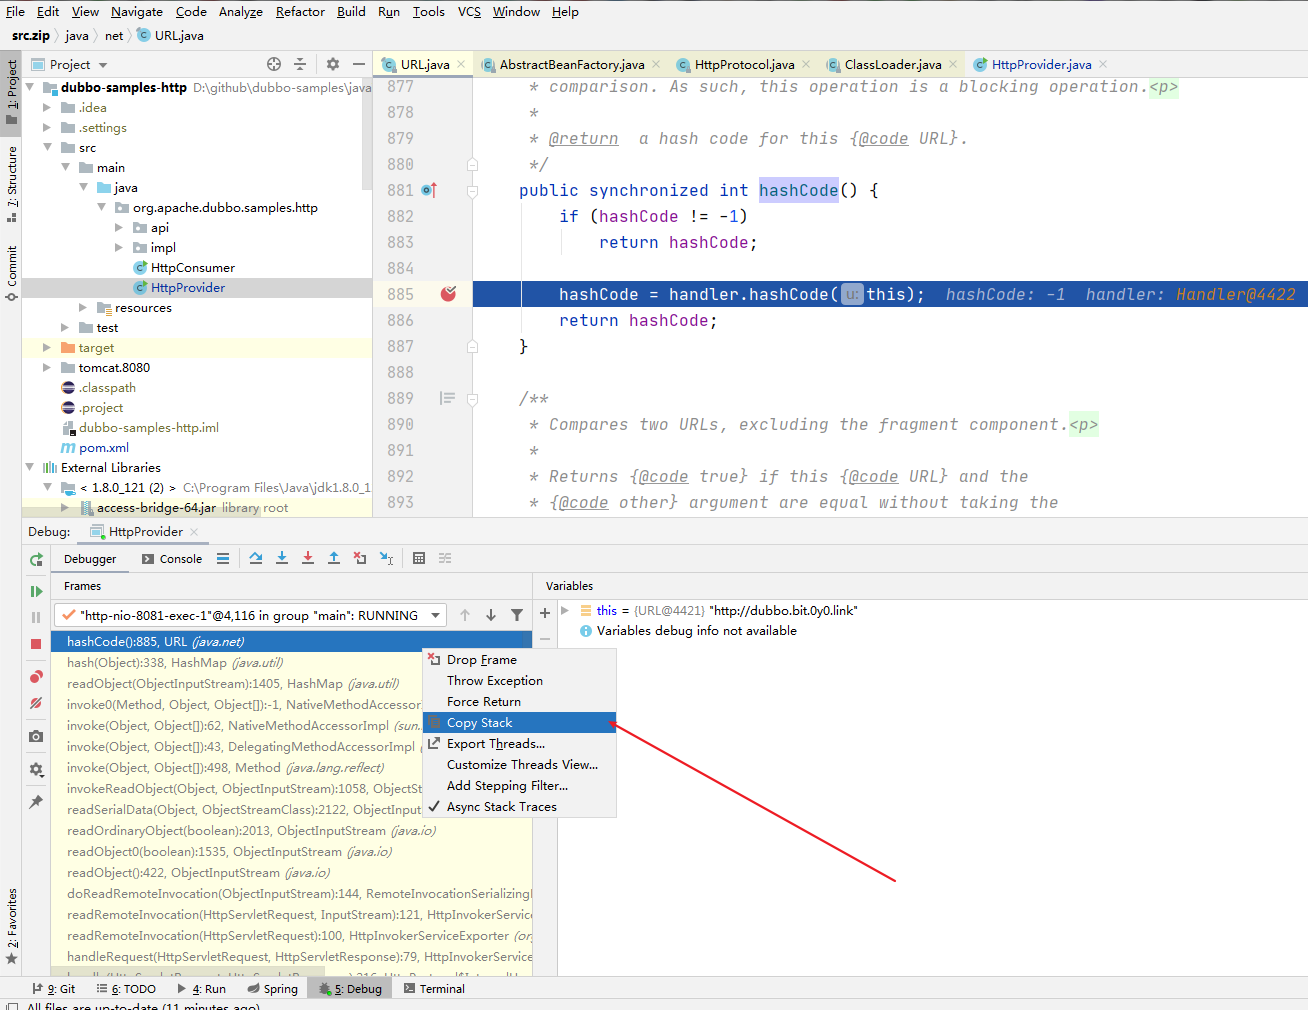 File Edit View Navigate Code Analyze Refactor Build Run Tools VCS Window Help
src.zip java net URL.java
Project
URL.java AbstractBeanFactory.java HttpProtocol.java ClassLoader.java HttpProvider.java
1: Project
7: Structure
Commit
2: Favorites
dubbo-samples-http D:\github\dubbo-samples\java
.idea
.settings
src
main
java
org.apache.dubbo.samples.http
api
impl
HttpConsumer
HttpProvider
resources
test
target
tomcat.8080
.classpath
.project
dubbo-samples-http.iml
pom.xml
External Libraries
< 1.8.0_121 (2) > C:\Program Files\Java\jdk1.8.0_1
access-bridge-64.jar library root
877 * comparison. As such, this operation is a blocking operation.<p>
878 *
879 * @return a hash code for this {@code URL}.
880 */
881 public synchronized int hashCode() {
882 if (hashCode != -1)
883 return hashCode;
884
885 hashCode = handler.hashCode( u: this); hashCode: -1 handler: Handler@4422
886 return hashCode;
887 }
888
889 /**
890 * Compares two URLs, excluding the fragment component.<p>
891 *
892 * Returns {@code true} if this {@code URL} and the
893 * {@code other} argument are equal without taking the
Debug: HttpProvider
Debugger Console
Frames
Variables
"http-nio-8081-exec-1"@4,116 in group "main": RUNNING
this = {URL@4421} "http://dubbo.bit.0y0.link"
Variables debug info not available
hashCode():885, URL (java.net)
hash(Object):338, HashMap (java.util)
readObject(ObjectInputStream):1405, HashMap (java.util)
invoke0(Method, Object, Object[]):-1, NativeMethodAccessor
invoke(Object, Object[]):62, NativeMethodAccessorImpl (sun.
invoke(Object, Object[]):43, DelegatingMethodAccessorImpl
invoke(Object, Object[]):498, Method (java.lang.reflect)
invokeReadObject(Object, ObjectInputStream):1058, ObjectSt
readSerialData(Object, ObjectStreamClass):2122, ObjectInput
readOrdinaryObject(boolean):2013, ObjectInputStream (java.io)
readObject0(boolean):1535, ObjectInputStream (java.io)
readObject():422, ObjectInputStream (java.io)
doReadRemoteInvocation(ObjectInputStream):144, RemoteInvocationSerializing
readRemoteInvocation(HttpServletRequest, InputStream):121, HttpInvokerService
readRemoteInvocation(HttpServletRequest):100, HttpInvokerServiceExporter (or
handleRequest(HttpServletRequest, HttpServletResponse):79, HttpInvokerService
Drop Frame
Throw Exception
Force Return
Copy Stack
Export Threads...
Customize Threads View...
Add Stepping Filter...
Async Stack Traces
9: Git 6: TODO 4: Run Spring 5: Debug Terminal
All files are up-to-date (11 minutes ago)